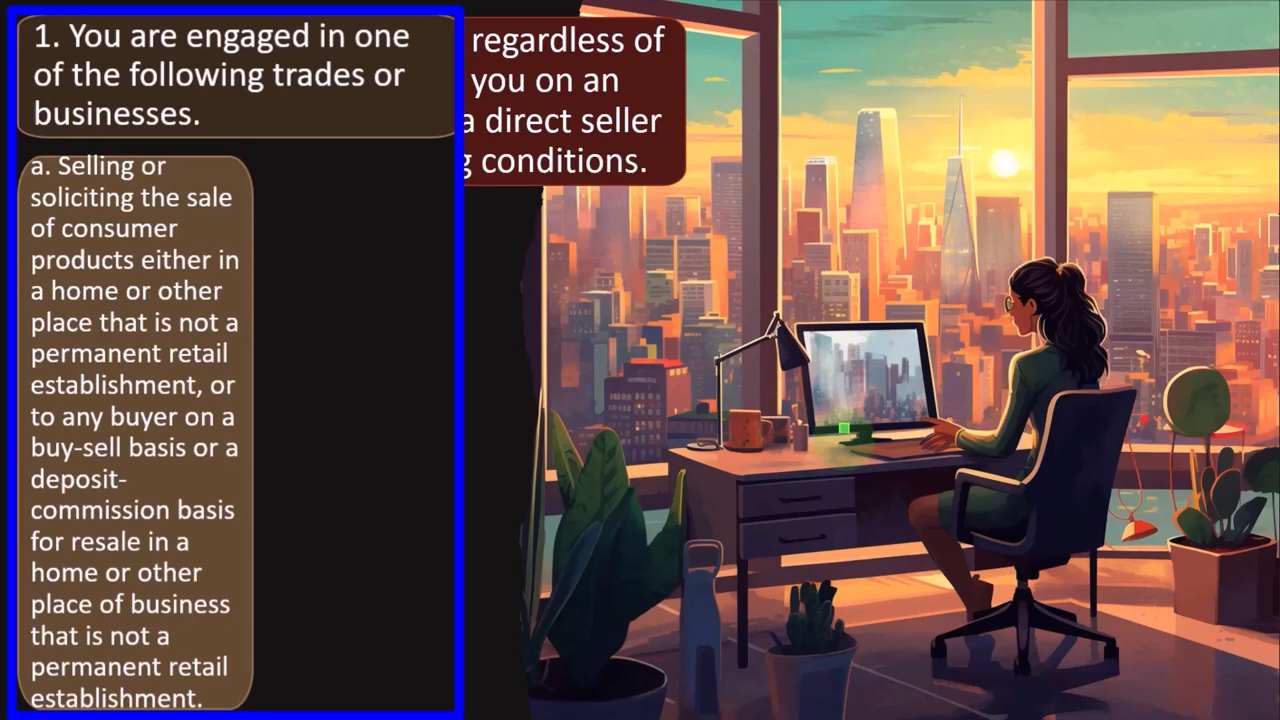 1. You are engaged in one
of the following trades or
businesses.
regardless of
you on an
a direct seller
conditions.
a. Selling or
soliciting the sale
of consumer
products either in
a home or other
place that is not a
permanent retail
establishment, or
to any buyer on a
buy-sell basis or a
deposit-
commission basis
for resale in a
home or other
place of business
that is not a
permanent retail
establishment.